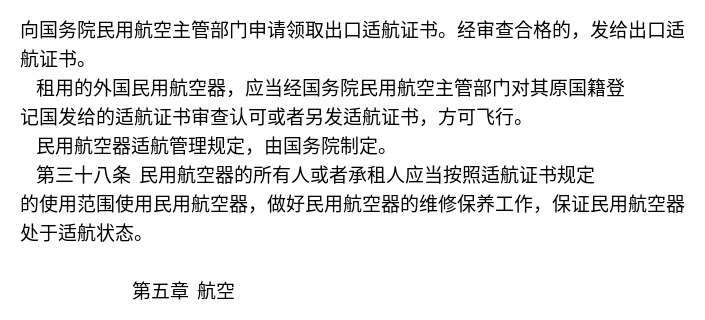 向国务院民用航空主管部门申请领取出口适航证书。经审查合格的，发给出口适
航证书。
租用的外国民用航空器，应当经国务院民用航空主管部门对其原国籍登
记国发给的适航证书审查认可或者另发适航证书，方可飞行。
民用航空器适航管理规定，由国务院制定。
第三十八条 民用航空器的所有人或者承租人应当按照适航证书规定
的使用范围使用民用航空器，做好民用航空器的维修保养工作，保证民用航空器
处于适航状态。
第五章 航空